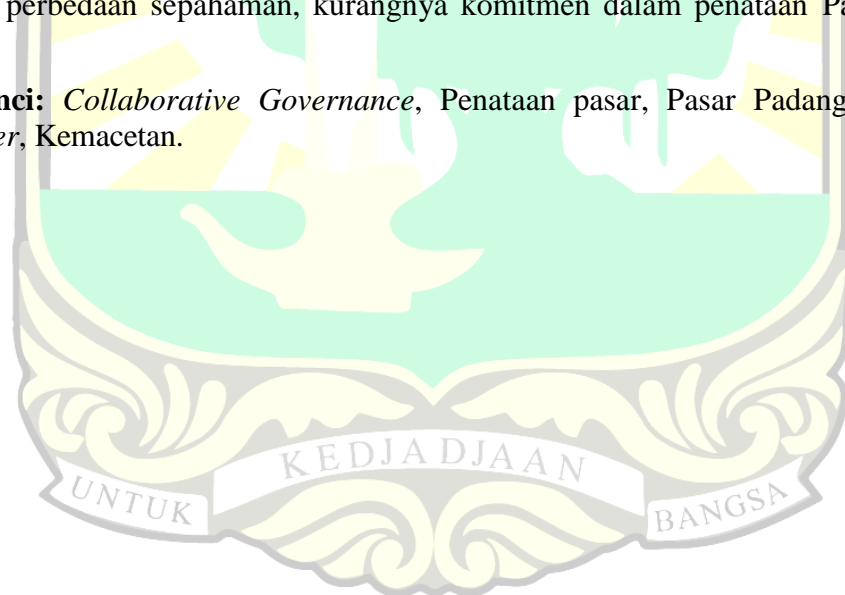 perbedaan sepahaman, kurangnya komitmen dalam penataan Pa
nci: Collaborative Governance, Penataan pasar, Pasar Padang
er, Kemacetan.
KEDJADJAAN
UNTUK BANGSA